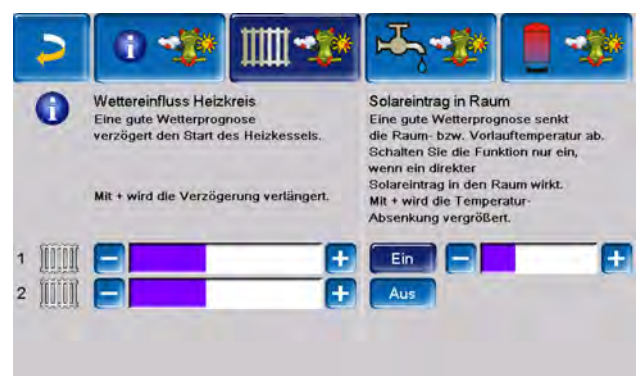 Wettereinfluss Heizkreis
Eine gute Wetterprognose
verzögert den Start des Heizkessels.
Mit + wird die Verzögerung verlängert.
Solareintrag in Raum
Eine gute Wetterprognose senkt
die Raum- bzw. Vorlauftemperatur ab.
Schalten Sie die Funktion nur ein,
wenn ein direkter
Solareintrag in den Raum wirkt.
Mit + wird die Temperatur-
Absenkung vergrößert.
1 Ein
2 Aus